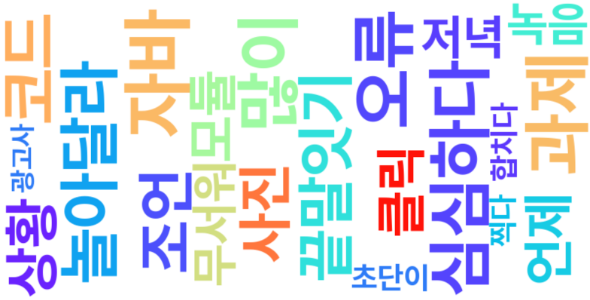 코드
광고사
상황
돌아달라
자바
조언
모듈
무서워
많이
사진
끝말잇기
오류
클릭
초단이
저녁
심심하다
합치다
찍다
녹음
과제
언제